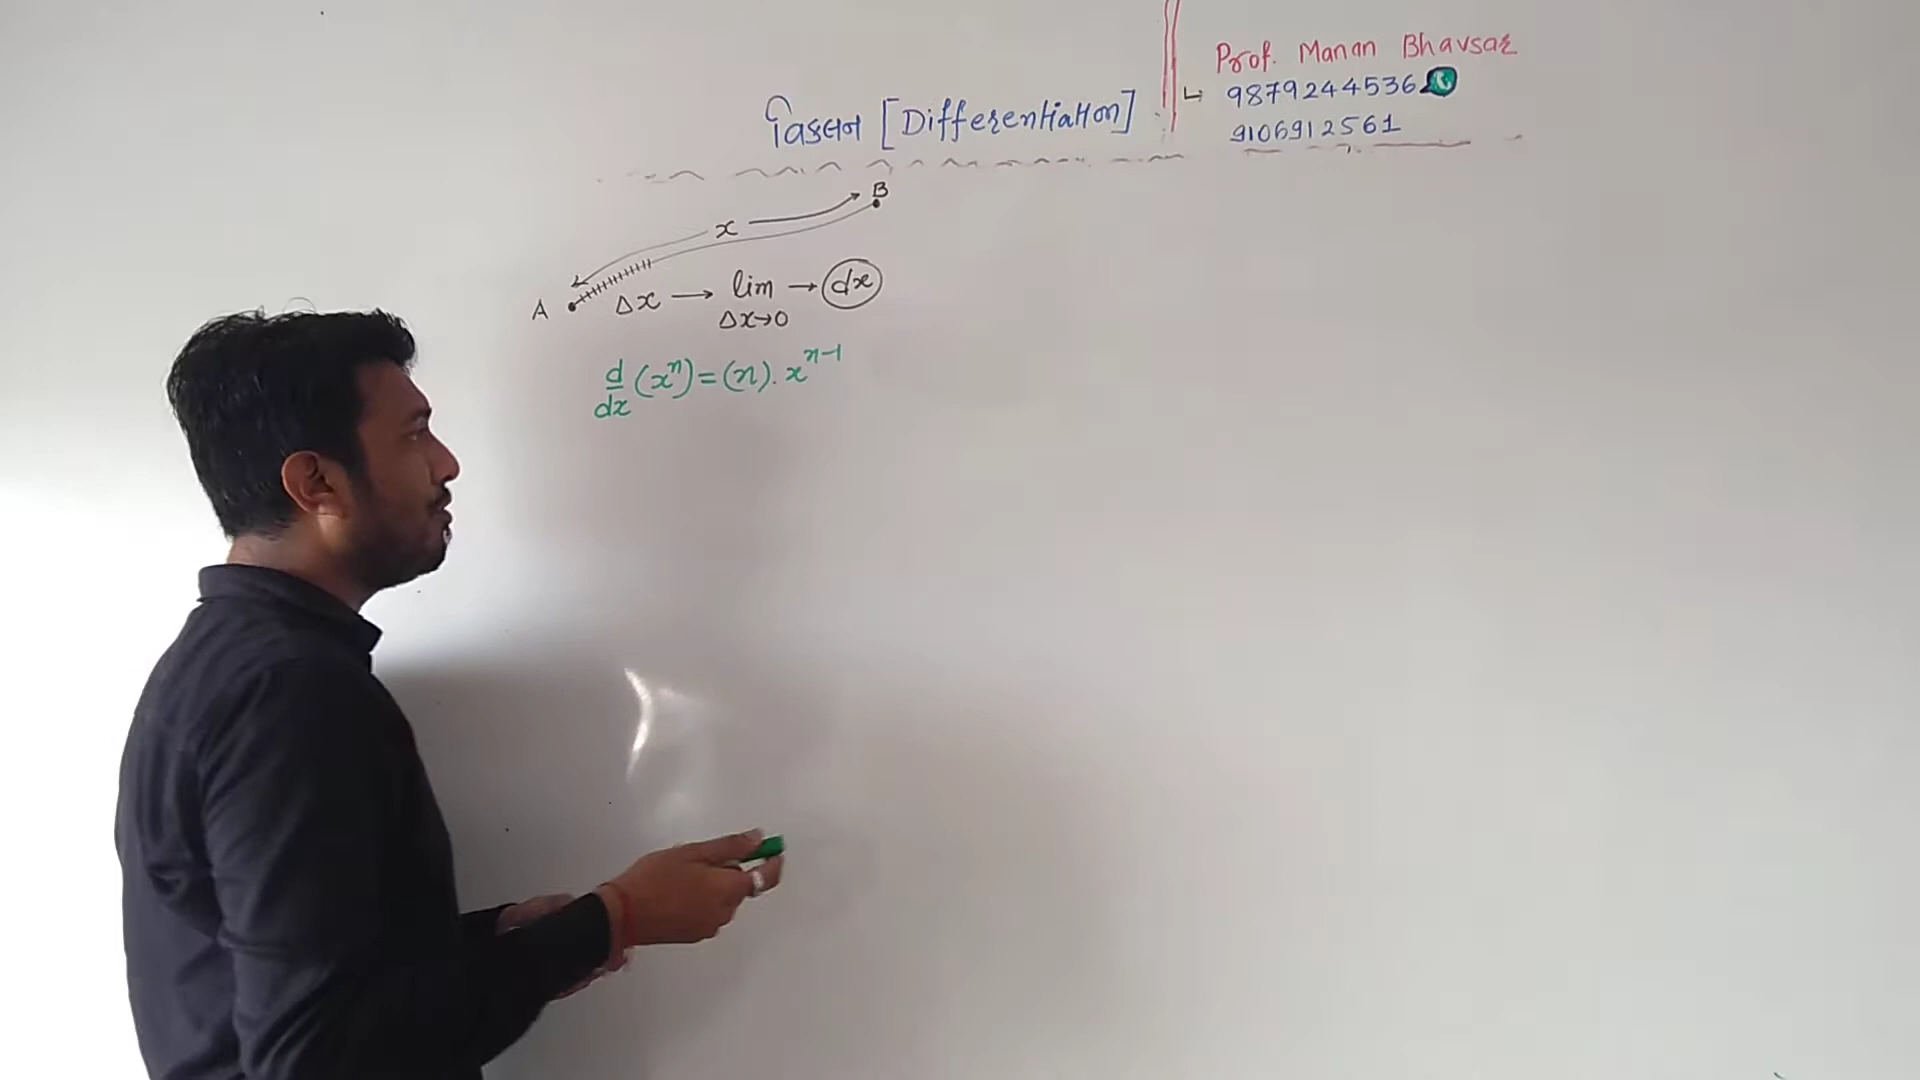 વિકલન [Differentiation]
Prof. Manan Bhavsar
↳ 9879244536
9106912561
B
x
A
Δx → lim → dx
Δx→0
d/dx (xⁿ) = (n). xⁿ⁻¹